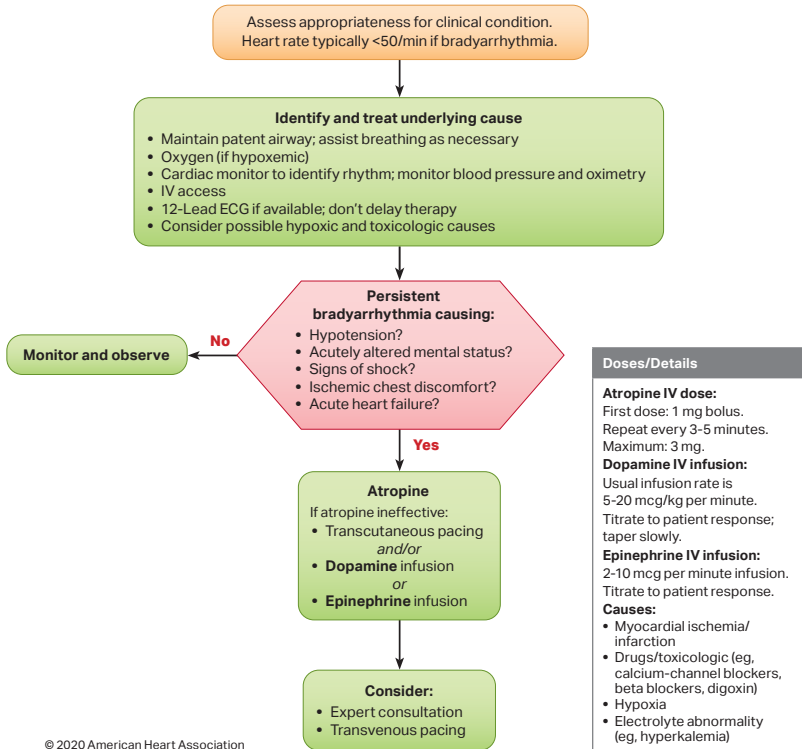 Assess appropriateness for clinical condition.
Heart rate typically <50/min if bradyarrhythmia.
Identify and treat underlying cause
• Maintain patent airway; assist breathing as necessary
• Oxygen (if hypoxemic)
• Cardiac monitor to identify rhythm; monitor blood pressure and oximetry
• IV access
• 12-Lead ECG if available; don't delay therapy
• Consider possible hypoxic and toxicologic causes
Persistent
bradyarrhythmia causing:
• Hypotension?
• Acutely altered mental status?
• Signs of shock?
• Ischemic chest discomfort?
• Acute heart failure?
No
Monitor and observe
Yes
Atropine
If atropine ineffective:
• Transcutaneous pacing
and/or
• Dopamine infusion
or
• Epinephrine infusion
Consider:
• Expert consultation
• Transvenous pacing
Doses/Details
Atropine IV dose:
First dose: 1 mg bolus.
Repeat every 3-5 minutes.
Maximum: 3 mg.
Dopamine IV infusion:
Usual infusion rate is
5-20 mcg/kg per minute.
Titrate to patient response;
taper slowly.
Epinephrine IV infusion:
2-10 mcg per minute infusion.
Titrate to patient response.
Causes:
• Myocardial ischemia/
infarction
• Drugs/toxicologic (eg,
calcium-channel blockers,
beta blockers, digoxin)
• Hypoxia
• Electrolyte abnormality
(eg, hyperkalemia)
© 2020 American Heart Association